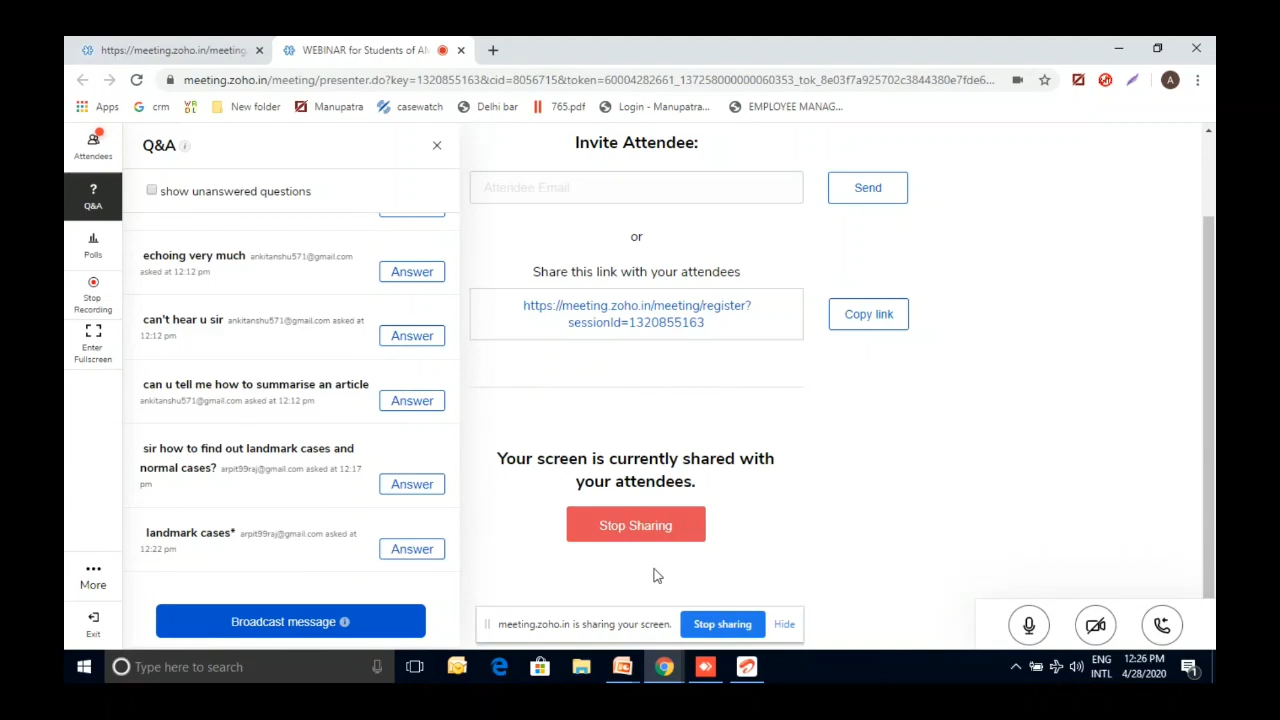 https://meeting.zoho.in/meeting
WEBINAR for Students of
meeting.zoho.in/meeting/presenter.do?key=1320855163&cid=8056715&token=60004282661_137258000000060353_tok_8e03f7a925702c3844380e7fde6...
A
Apps
crm
New folder
Manupatra
casewatch
Delhi bar
765.pdf
Login - Manupatra...
EMPLOYEE MANAG...
Attendees
?
Q&A
Polls
Stop
Recording
Enter
Fullscreen
More
Exit
Q&A i
show unanswered questions
echoing very much ankitanshu571@gmail.com
asked at 12:12 pm
Answer
can't hear u sir ankitanshu571@gmail.com asked at
12:12 pm
Answer
can u tell me how to summarise an article
ankitanshu571@gmail.com asked at 12:12 pm
Answer
sir how to find out landmark cases and
normal cases? arpit99raj@gmail.com asked at 12:17
pm
Answer
landmark cases* arpit99raj@gmail.com asked at
12:22 pm
Answer
Broadcast message i
Invite Attendee:
Attendee Email
Send
or
Share this link with your attendees
https://meeting.zoho.in/meeting/register?
sessionId=1320855163
Copy link
Your screen is currently shared with
your attendees.
Stop Sharing
meeting.zoho.in is sharing your screen.
Stop sharing
Hide
Type here to search
ENG
INTL
12:26 PM
4/28/2020
1